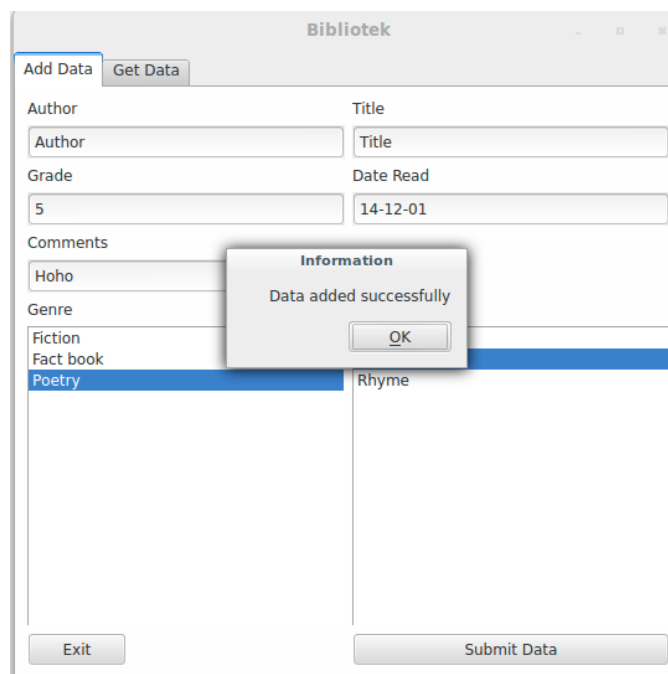 Bibliotek
Add Data Get Data
Author Title
Author Title
Grade Date Read
5 14-12-01
Comments
Hoho
Information
Data added successfully
OK
Genre
Fiction
Fact book
Poetry Rhyme
Exit Submit Data